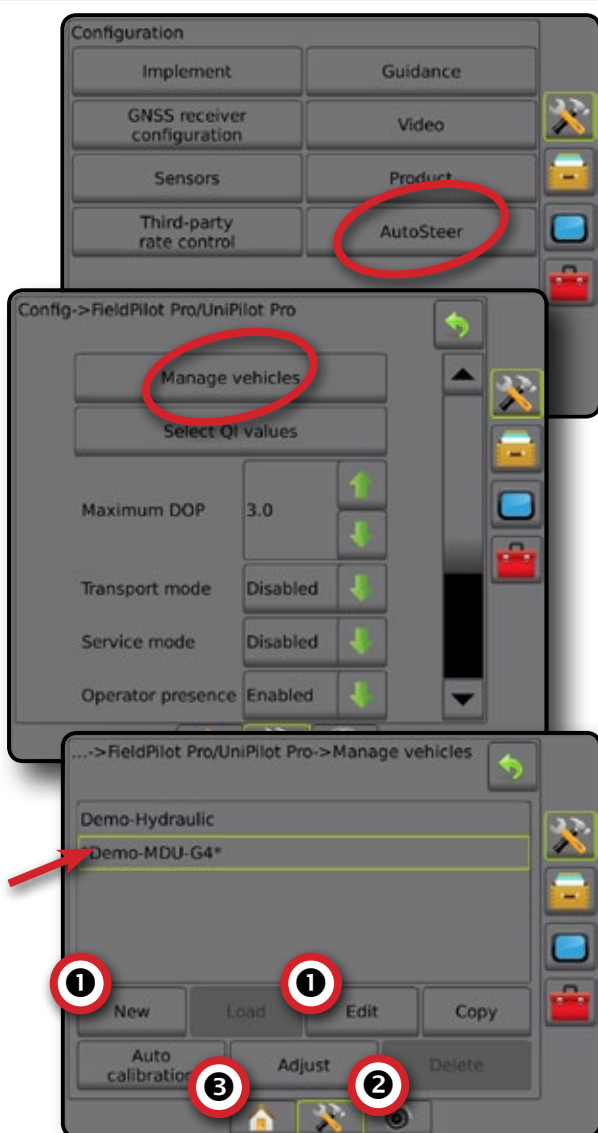 Configuration
Implement
Guidance
GNSS receiver
configuration
Video
Sensors
Product
Third-party
rate control
AutoSteer
Config->FieldPilot Pro/UniPilot Pro
Manage vehicles
Select QI values
Maximum DOP
3.0
Transport mode
Disabled
Service mode
Disabled
Operator presence
Enabled
...->FieldPilot Pro/UniPilot Pro->Manage vehicles
Demo-Hydraulic
*Demo-MDU-G4*
1
1
New
Load
Edit
Copy
Auto
calibration
Adjust
Delete
3
2